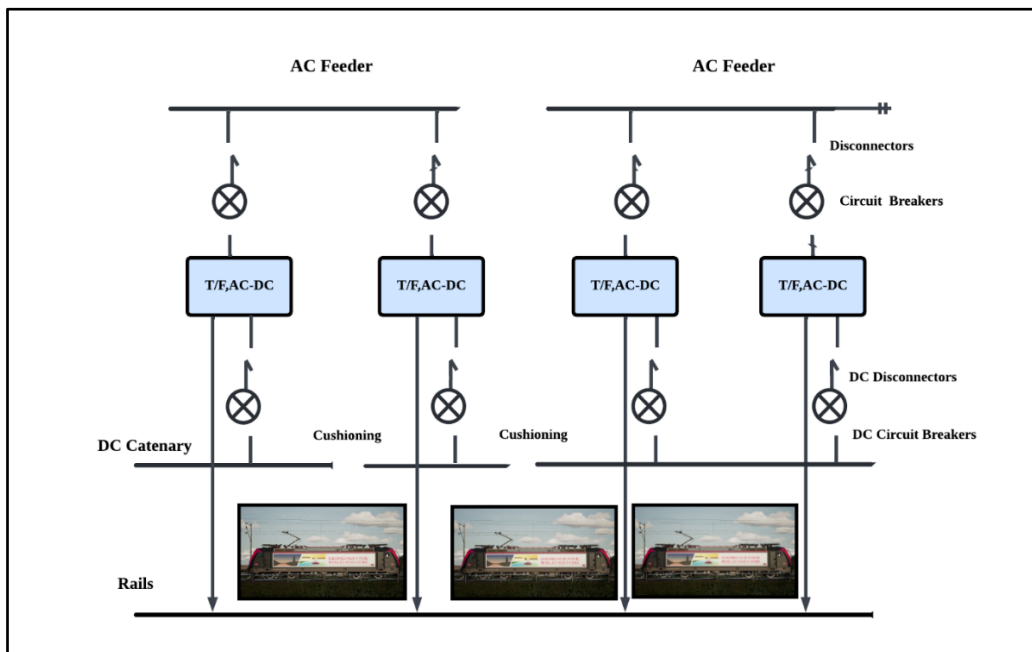 AC Feeder
AC Feeder
Disconnectors
Circuit Breakers
T/F,AC-DC
T/F,AC-DC
T/F,AC-DC
T/F,AC-DC
DC Disconnectors
Cushioning
Cushioning
DC Circuit Breakers
DC Catenary
Rails